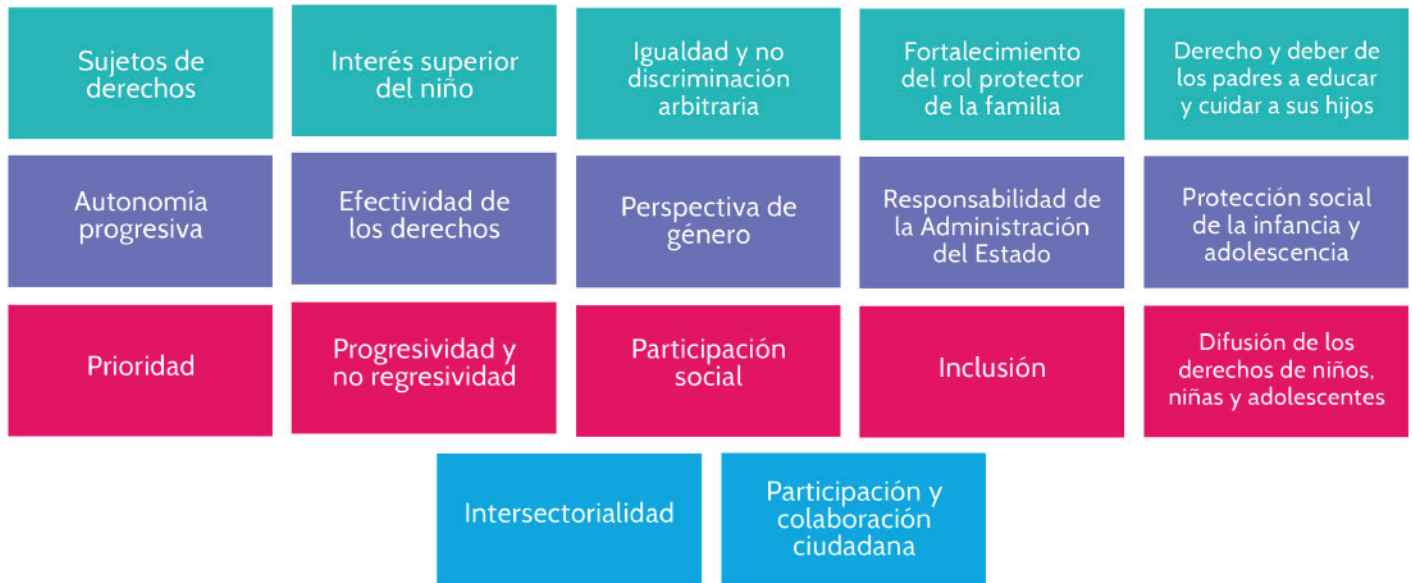 Sujetos de
derechos
Interés superior
del niño
Igualdad y no
discriminación
arbitraria
Fortalecimiento
del rol protector
de la familia
Derecho y deber de
los padres a educar
y cuidar a sus hijos
Autonomía
progresiva
Efectividad de
los derechos
Perspectiva de
género
Responsabilidad de
la Administración
del Estado
Protección social
de la infancia y
adolescencia
Prioridad
Progresividad y
no regresividad
Participación
social
Inclusión
Difusión de los
derechos de niños,
niñas y adolescentes
Intersectorialidad
Participación y
colaboración
ciudadana